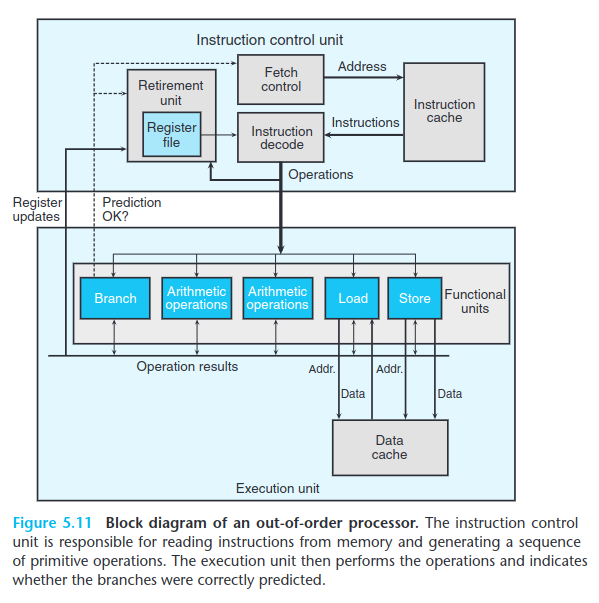 Instruction control unit
Fetch
control
Address
Retirement
unit
Instruction
cache
Register
file
Instruction
decode
Instructions
Operations
Register
updates
Prediction
OK?
Branch
Arithmetic
operations
Arithmetic
operations
Load
Store
Functional
units
Operation results
Addr.
Addr.
Data
Data
Data
cache
Execution unit
Figure 5.11 Block diagram of an out-of-order processor. The instruction control
unit is responsible for reading instructions from memory and generating a sequence
of primitive operations. The execution unit then performs the operations and indicates
whether the branches were correctly predicted.